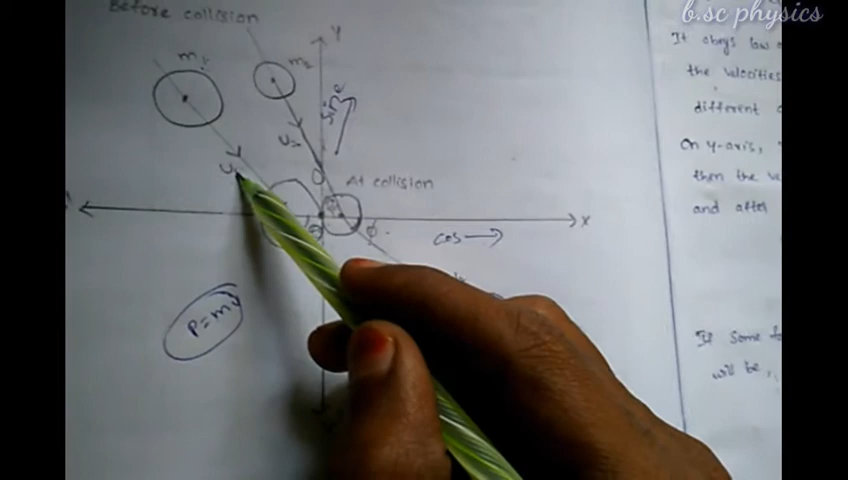 b.sc physics
Before collision
Y
m₁
m₂
sinθ
u₂
u₁
At collision
θ
φ
X
cos
P=mv
It obeys law
the velocities
different
on y-axis,
then the
and after
If some
will be,